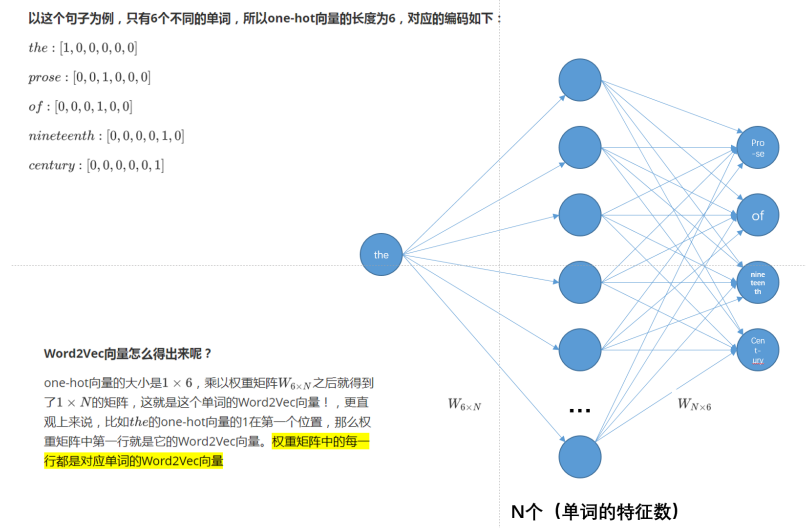 以这个句子为例，只有6个不同的单词，所以one-hot向量的长度为6，对应的编码如下：
the : [1, 0, 0, 0, 0, 0]
prose : [0, 0, 1, 0, 0, 0]
of : [0, 0, 0, 1, 0, 0]
nineteenth : [0, 0, 0, 0, 1, 0]
century : [0, 0, 0, 0, 0, 1]
the
Pro
-se
of
nine
teen
th
Cen
t-
ury
Word2Vec向量怎么得出来呢？
one-hot向量的大小是1 × 6，乘以权重矩阵W6×N之后就得到
了1 × N的矩阵，这就是这个单词的Word2Vec向量！，更直
观上来说，比如the的one-hot向量的1在第一个位置，那么权
重矩阵中第一行就是它的Word2Vec向量。权重矩阵中的每一
行都是对应单词的Word2Vec向量
W6×N
...
WN×6
N个（单词的特征数）